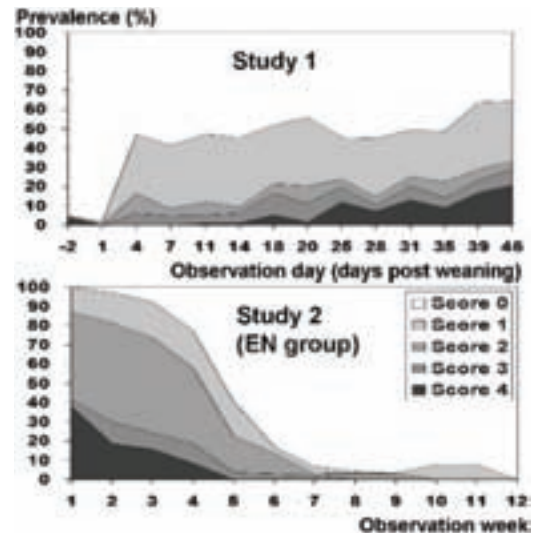 Prevalence (%)
100
90
80
70
60
50
40
30
20
10
0
Study 1
-2 1 4 7 11 14 18 20 25 28 31 35 39 46
Observation day (days post weaning)
100
90
80
70
60
50
40
30
20
10
0
Study 2
(EN group)
Score 0
Score 1
Score 2
Score 3
Score 4
1 2 3 4 5 6 7 8 9 10 11 12
Observation week